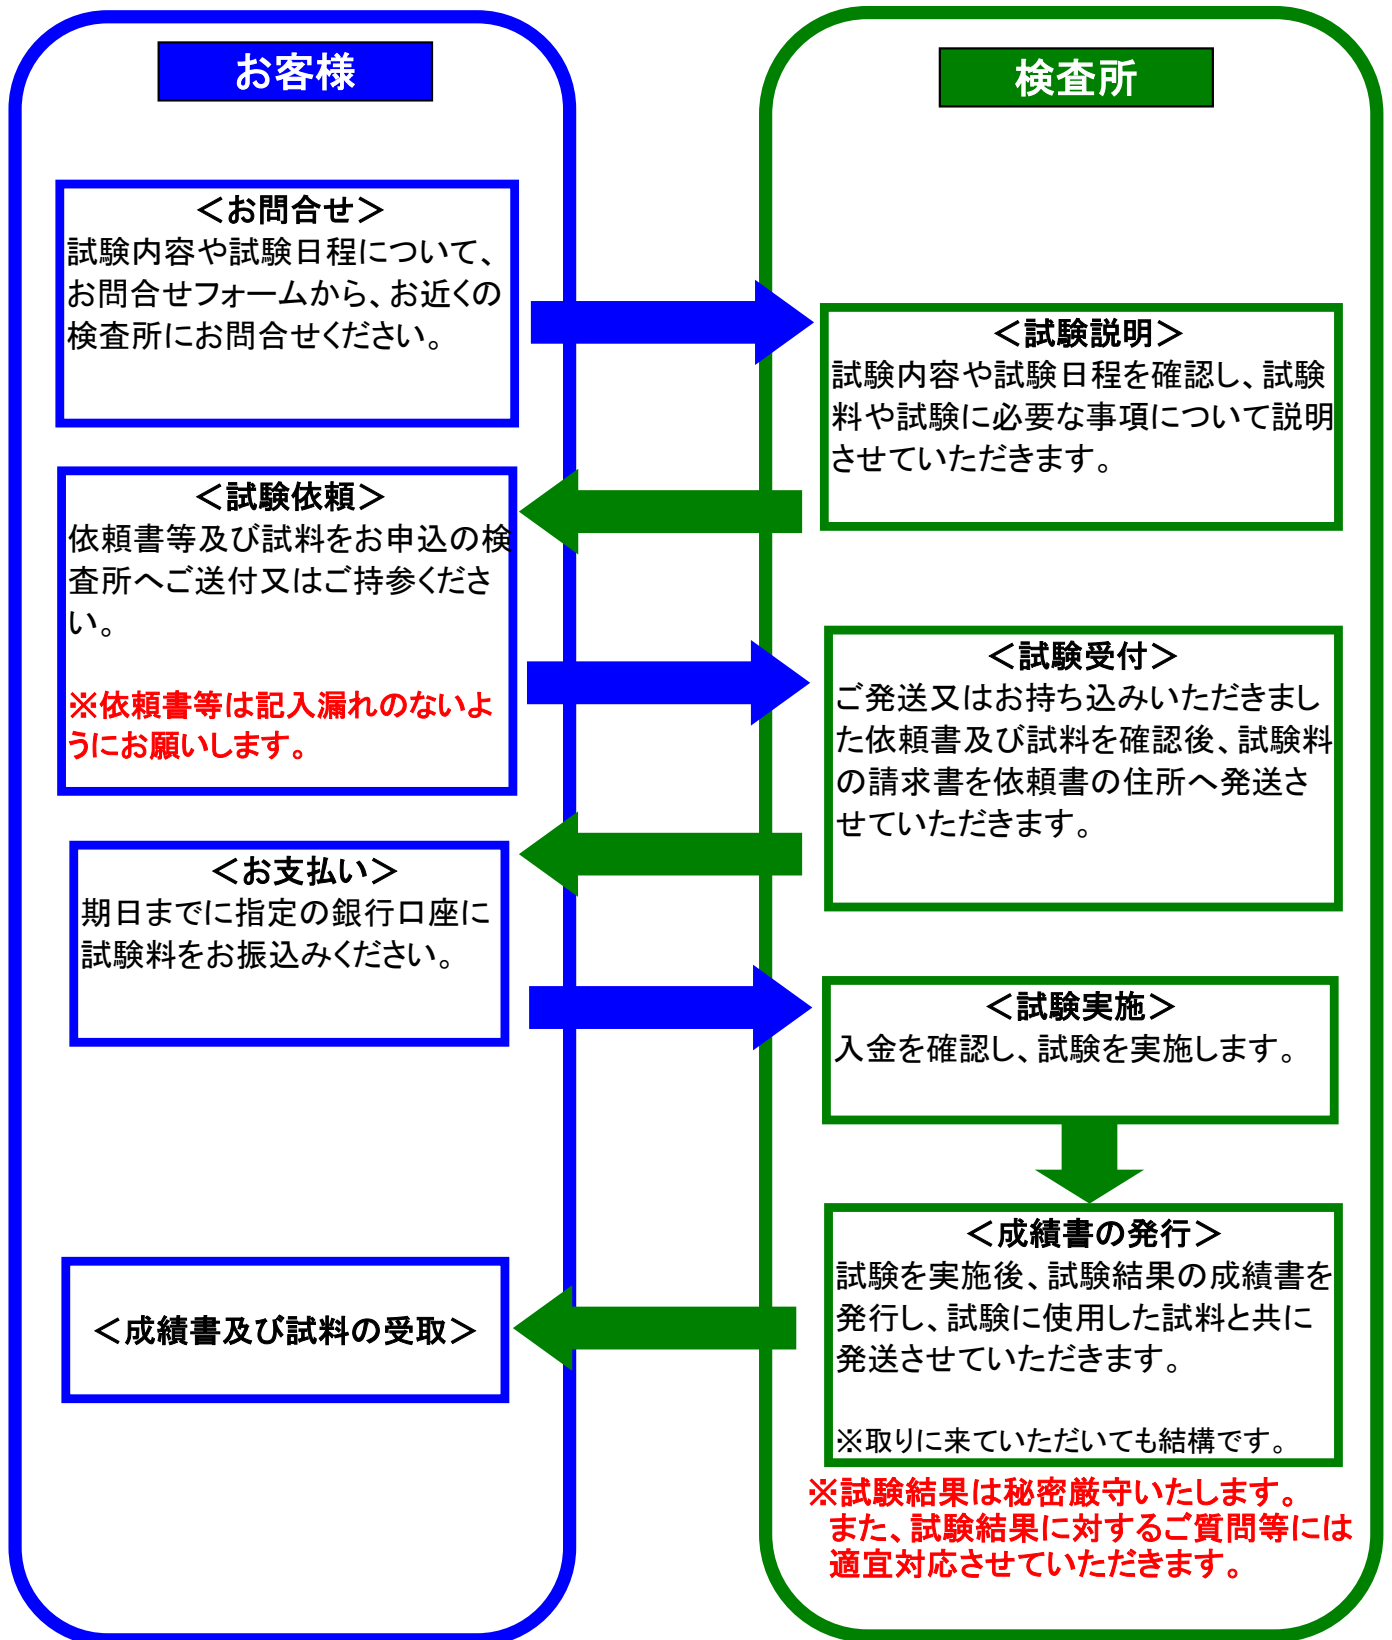 お客様
検査所
＜お問合せ＞
試験内容や試験日程について、
お問合せフォームから、お近くの
検査所にお問合せください。
＜試験説明＞
試験内容や試験日程を確認し、試験
料や試験に必要な事項について説明
させていただきます。
＜試験依頼＞
依頼書等及び試料をお申込の検
査所へご送付又はご持参くださ
い。
※依頼書等は記入漏れのないよ
うにお願いします。
＜試験受付＞
ご発送又はお持ち込みいただきまし
た依頼書及び試料を確認後、試験料
の請求書を依頼書の住所へ発送さ
せていただきます。
＜お支払い＞
期日までに指定の銀行口座に
試験料をお振込みください。
＜試験実施＞
入金を確認し、試験を実施します。
＜成績書の発行＞
試験を実施後、試験結果の成績書を
発行し、試験に使用した試料と共に
発送させていただきます。
※取りに来ていただいても結構です。
＜成績書及び試料の受取＞
※試験結果は秘密厳守いたします。
また、試験結果に対するご質問等には
適宜対応させていただきます。